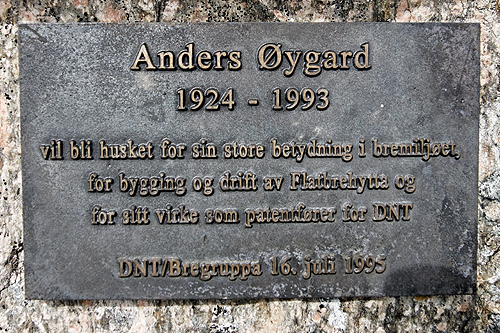 Anders Øygard
1924 - 1993
vil bli husket for sin store betydning i bremiljøet,
for bygging og drift av Flatbrehytta og
for sitt virke som patentfører for DNT
DNT/Bregruppa 16. juli 1995